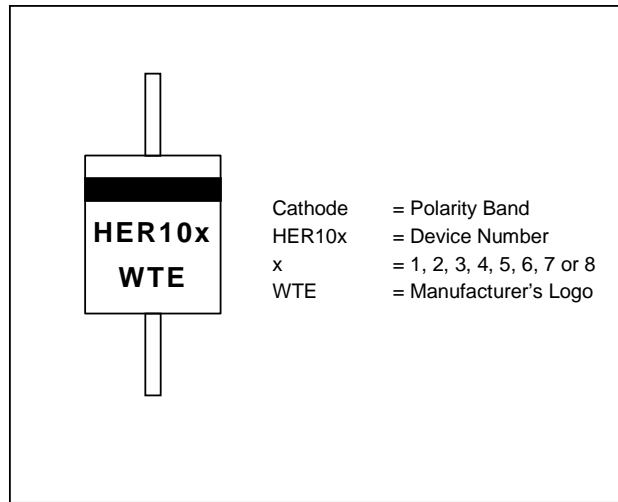 HER10x
WTE
Cathode = Polarity Band
HER10x = Device Number
x = 1, 2, 3, 4, 5, 6, 7 or 8
WTE = Manufacturer’s Logo